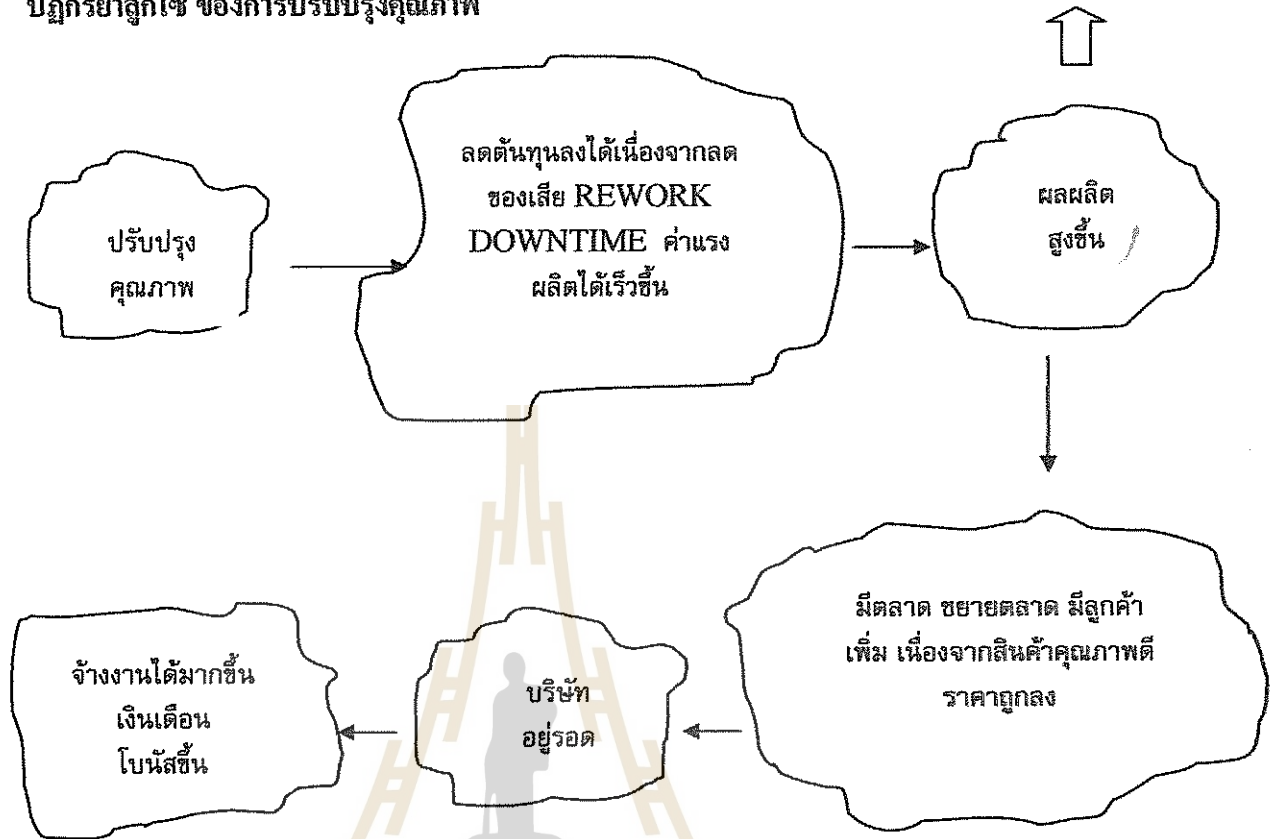 ปฏิกริยาลูกโซ่ ของการปรับปรุงคุณภาพ
ปรับปรุง
คุณภาพ
ลดต้นทุนลงได้เนื่องจากลด
ของเสีย REWORK
DOWNTIME ค่าแรง
ผลิตได้เร็วขึ้น
ผลผลิต
สูงขึ้น
มีตลาด ขยายตลาด มีลูกค้า
เพิ่ม เนื่องจากสินค้าคุณภาพดี
ราคาถูกลง
บริษัท
อยู่รอด
จ้างงานได้มากขึ้น
เงินเดือน
โบนัสขึ้น